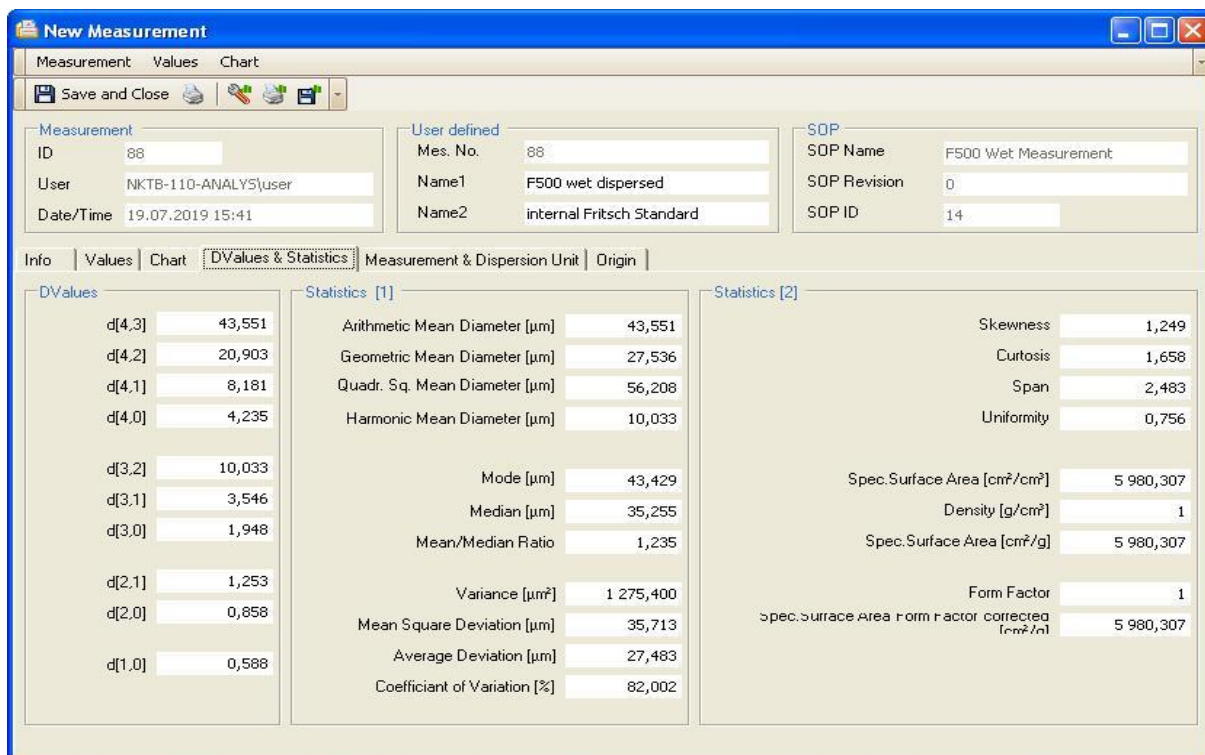 New Measurement
Measurement Values Chart
Save and Close
Measurement
ID 88
User NKTB-110-ANALYS\user
Date/Time 19.07.2019 15:41
User defined
Mes. No. 88
Name1 F500 wet dispersed
Name2 internal Fritsch Standard
SOP
SOP Name F500 Wet Measurement
SOP Revision 0
SOP ID 14
Info Values Chart DValues & Statistics Measurement & Dispersion Unit Origin
DValues
d[4,3] 43,551
d[4,2] 20,903
d[4,1] 8,181
d[4,0] 4,235
d[3,2] 10,033
d[3,1] 3,546
d[3,0] 1,948
d[2,1] 1,253
d[2,0] 0,858
d[1,0] 0,588
Statistics [1]
Arithmetic Mean Diameter [µm] 43,551
Geometric Mean Diameter [µm] 27,536
Quadr. Sq. Mean Diameter [µm] 56,208
Harmonic Mean Diameter [µm] 10,033
Mode [µm] 43,429
Median [µm] 35,255
Mean/Median Ratio 1,235
Variance [µm²] 1 275,400
Mean Square Deviation [µm] 35,713
Average Deviation [µm] 27,483
Coefficiant of Variation [%] 82,002
Statistics [2]
Skewness 1,249
Curtosis 1,658
Span 2,483
Uniformity 0,756
Spec.Surface Area [cm²/cm³] 5 980,307
Density [g/cm³] 1
Spec.Surface Area [cm²/g] 5 980,307
Form Factor 1
Spec.Surface Area Form Factor corrected
[cm²/g] 5 980,307